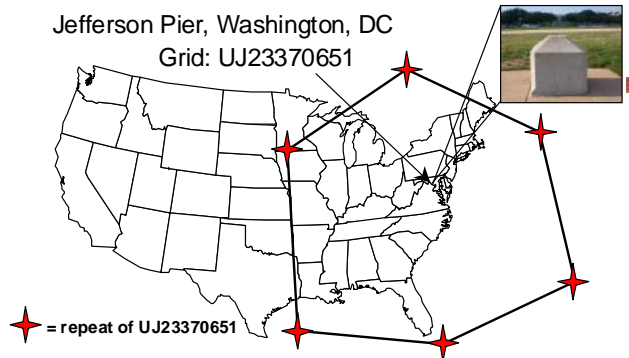 Jefferson Pier, Washington, DC
Grid: UJ23370651
= repeat of UJ23370651